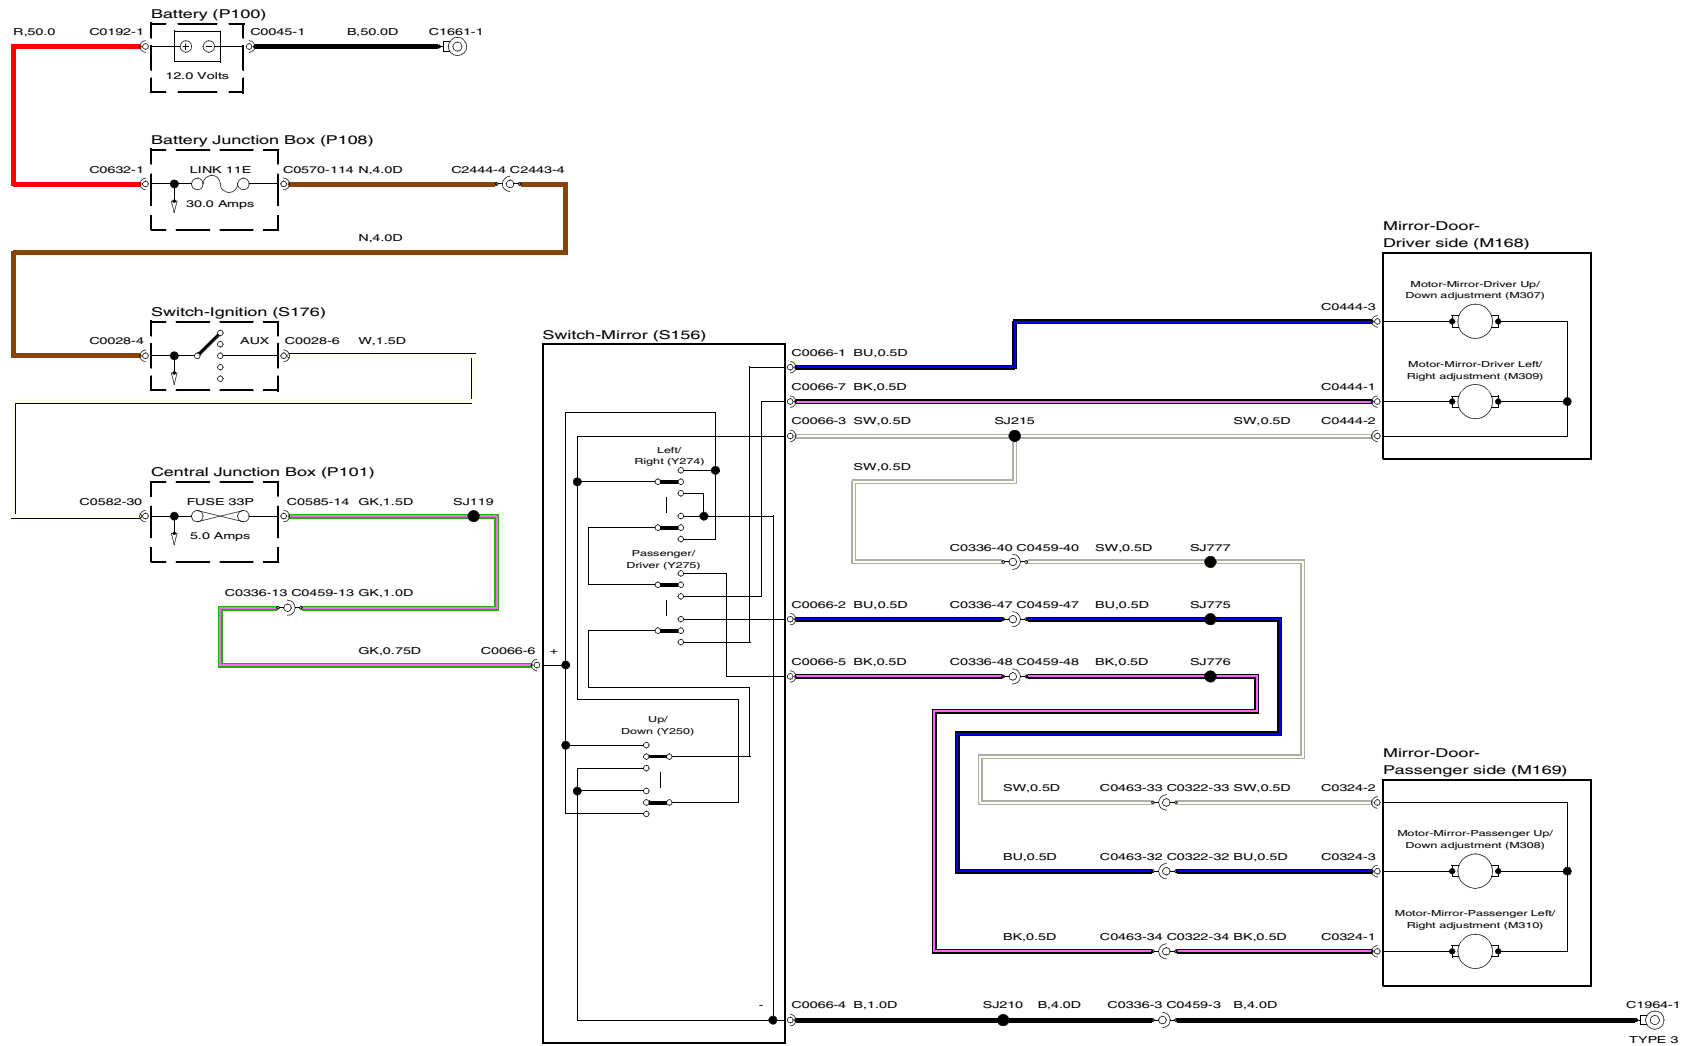 Battery (P100)
R,50.0 C0192-1 C0045-1 B,50.0D C1661-1
+ −
12.0 Volts
Battery Junction Box (P108)
C0632-1 LINK 11E C0570-114 N,4.0D C2444-4 C2443-4
30.0 Amps
N,4.0D
Switch-Ignition (S176)
C0028-4 AUX C0028-6 W,1.5D
Central Junction Box (P101)
C0582-30 FUSE 33P C0585-14 GK,1.5D SJ119
5.0 Amps
C0336-13 C0459-13 GK,1.0D
GK,0.75D C0066-6 +
Switch-Mirror (S156)
Left/
Right (Y274)
Passenger/
Driver (Y275)
Up/
Down (Y250)
-
C0066-1 BU,0.5D
C0066-7 BK,0.5D
C0066-3 SW,0.5D SJ215 SW,0.5D C0444-2
SW,0.5D
C0444-3
C0444-1
Mirror-Door-
Driver side (M168)
Motor-Mirror-Driver Up/
Down adjustment (M307)
Motor-Mirror-Driver Left/
Right adjustment (M309)
C0336-40 C0459-40 SW,0.5D SJ777
C0066-2 BU,0.5D C0336-47 C0459-47 BU,0.5D SJ775
C0066-5 BK,0.5D C0336-48 C0459-48 BK,0.5D SJ776
Mirror-Door-
Passenger side (M169)
SW,0.5D C0463-33 C0322-33 SW,0.5D C0324-2
Motor-Mirror-Passenger Up/
Down adjustment (M308)
BU,0.5D C0463-32 C0322-32 BU,0.5D C0324-3
Motor-Mirror-Passenger Left/
Right adjustment (M310)
BK,0.5D C0463-34 C0322-34 BK,0.5D C0324-1
C0066-4 B,1.0D SJ210 B,4.0D C0336-3 C0459-3 B,4.0D C1964-1
TYPE 3